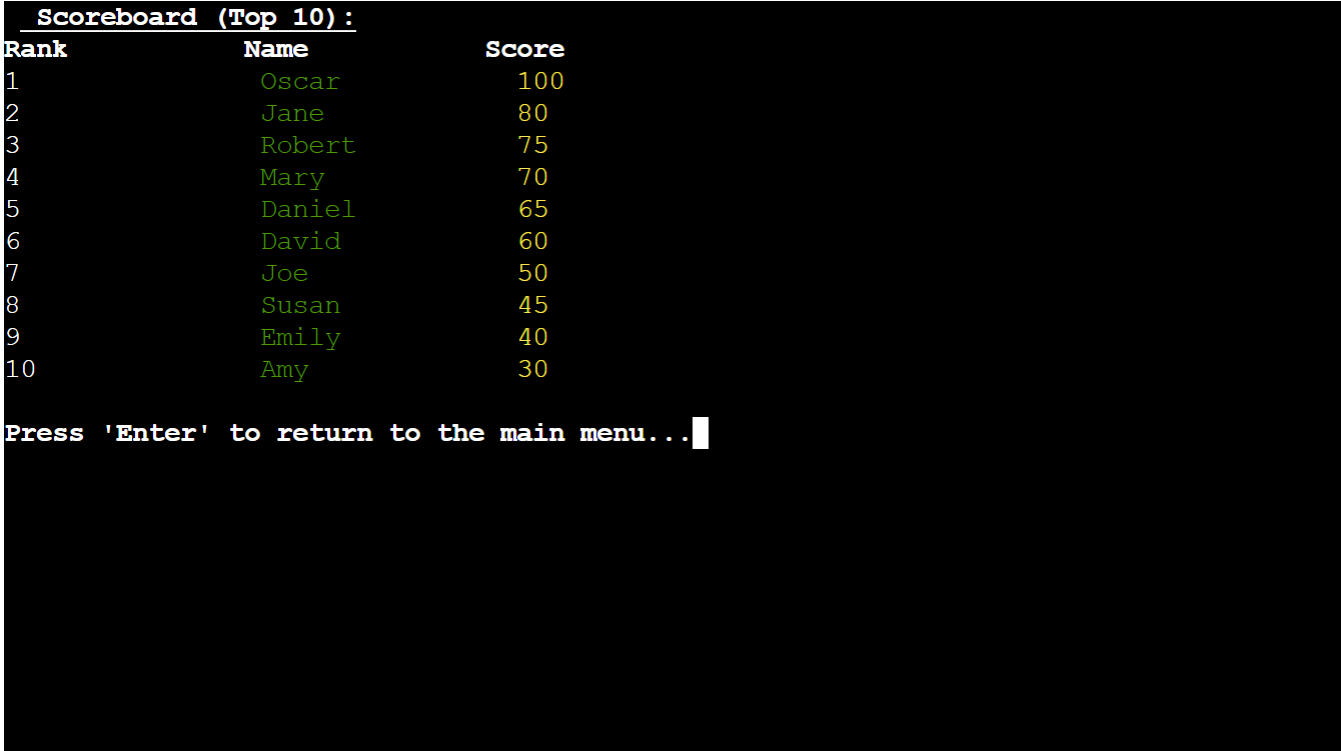 Scoreboard (Top 10):
Rank Name Score
1 Oscar 100
2 Jane 80
3 Robert 75
4 Mary 70
5 Daniel 65
6 David 60
7 Joe 50
8 Susan 45
9 Emily 40
10 Amy 30
Press 'Enter' to return to the main menu...